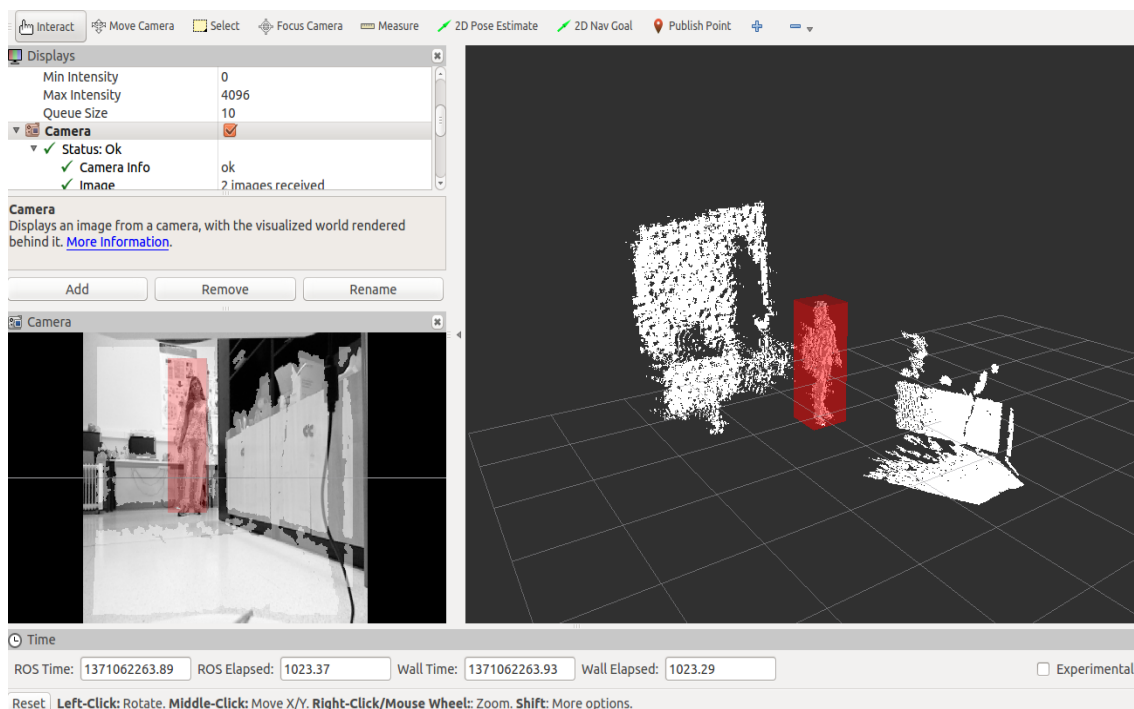 Interact Move Camera Select Focus Camera Measure 2D Pose Estimate 2D Nav Goal Publish Point
Displays
Min Intensity 0
Max Intensity 4096
Queue Size 10
Camera
Status: Ok
Camera Info ok
Image 2 images received
Camera
Displays an image from a camera, with the visualized world rendered
behind it. More Information.
Add Remove Rename
Camera
Time
ROS Time: 1371062263.89 ROS Elapsed: 1023.37 Wall Time: 1371062263.93 Wall Elapsed: 1023.29 Experimental
Reset Left-Click: Rotate. Middle-Click: Move X/Y. Right-Click/Mouse Wheel:: Zoom. Shift: More options.